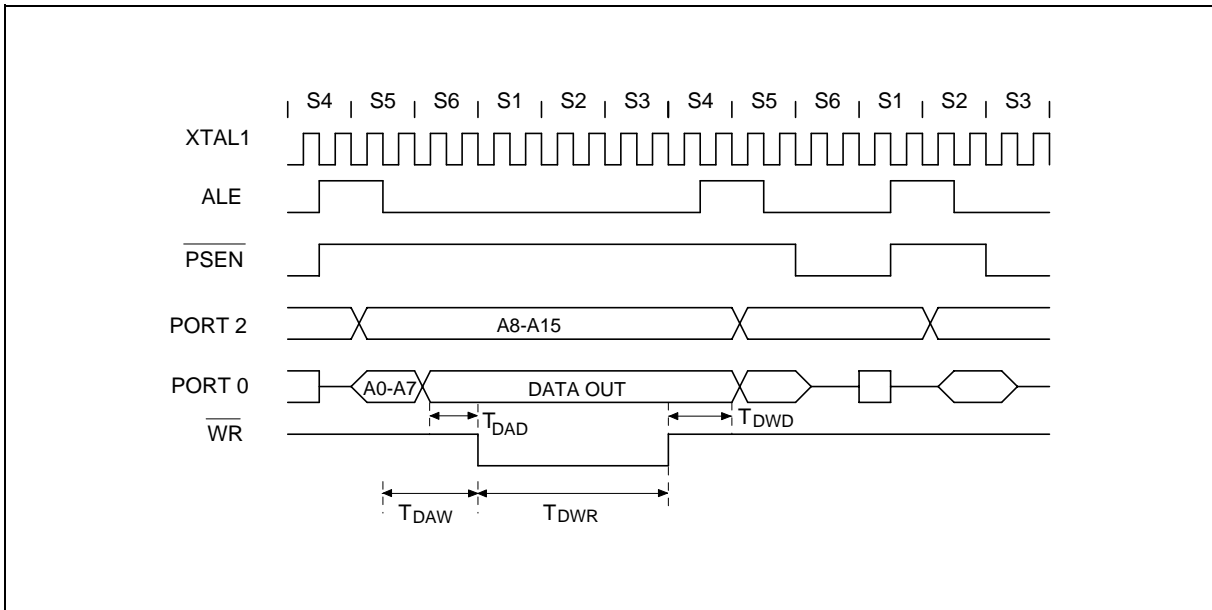 S4 S5 S6 S1 S2 S3 S4 S5 S6 S1 S2 S3
XTAL1
ALE
PSEN
PORT 2 A8-A15
PORT 0 A0-A7 DATA OUT
TDAD TDWD
WR
TDAW TDWR